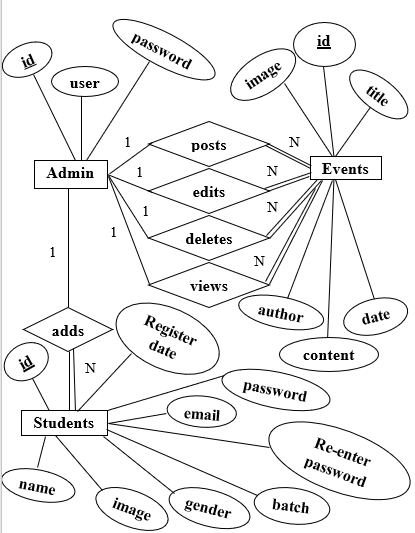 id
user
password
image
id
title
Admin
1
1
1
1
posts
edits
deletes
views
N
N
N
N
Events
author
content
date
1
adds
N
id
Register
date
Students
password
email
Re-enter
password
name
image
gender
batch